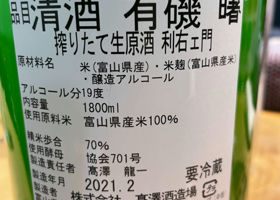 品目 清酒 有磯 曙
搾りたて生原酒 利右ェ門
原材料名 米(富山県産)・米麹(富山県産)
・醸造アルコール
アルコール分19度
内容量 1800ml
使用原料米 富山県産米100%
精米歩合 70%
使用酵母 協会701号
製造責任者 髙澤 龍一
製造年月 2021.2
要冷蔵
株式会社 髙澤酒造場